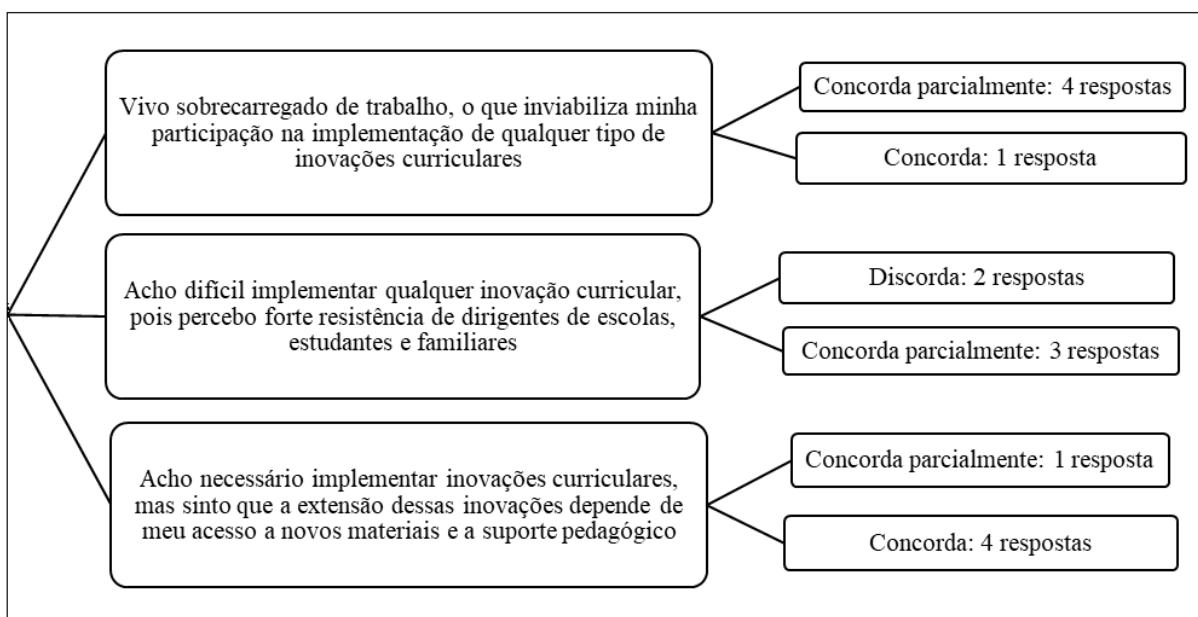 Vivo sobrecarregado de trabalho, o que inviabiliza minha
participação na implementação de qualquer tipo de
inovações curriculares
Concorda parcialmente: 4 respostas
Concorda: 1 resposta
Acho difícil implementar qualquer inovação curricular,
pois percebo forte resistência de dirigentes de escolas,
estudantes e familiares
Discorda: 2 respostas
Concorda parcialmente: 3 respostas
Acho necessário implementar inovações curriculares,
mas sinto que a extensão dessas inovações depende de
meu acesso a novos materiais e a suporte pedagógico
Concorda parcialmente: 1 resposta
Concorda: 4 respostas